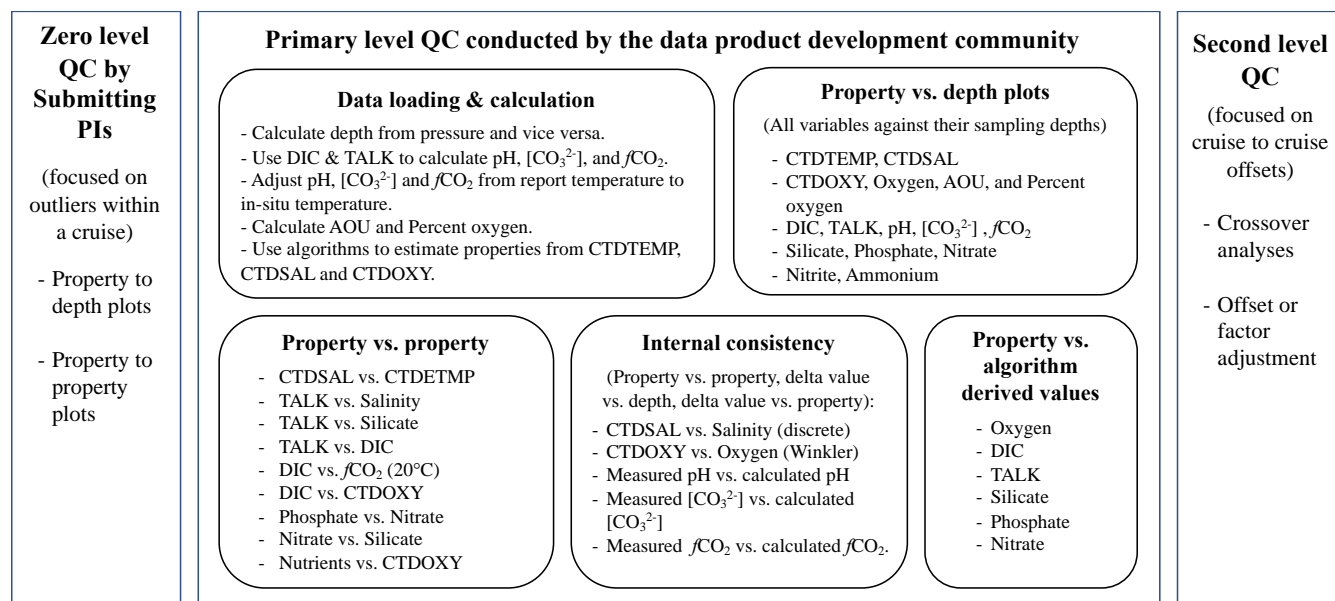 Zero level
QC by
Submitting
PIs
(focused on
outliers within
a cruise)
- Property to
depth plots
- Property to
property
plots
Primary level QC conducted by the data product development community
Data loading & calculation
- Calculate depth from pressure and vice versa.
- Use DIC & TALK to calculate pH, [CO₃²⁻], and fCO₂.
- Adjust pH, [CO₃²⁻] and fCO₂ from report temperature to
in-situ temperature.
- Calculate AOU and Percent oxygen.
- Use algorithms to estimate properties from CTDTEMP,
CTDSAL and CTDOXY.
Property vs. depth plots
(All variables against their sampling depths)
- CTDTEMP, CTDSAL
- CTDOXY, Oxygen, AOU, and Percent
oxygen
- DIC, TALK, pH, [CO₃²⁻] , fCO₂
- Silicate, Phosphate, Nitrate
- Nitrite, Ammonium
Property vs. property
- CTDSAL vs. CTDETMP
- TALK vs. Salinity
- TALK vs. Silicate
- TALK vs. DIC
- DIC vs. fCO₂ (20°C)
- DIC vs. CTDOXY
- Phosphate vs. Nitrate
- Nitrate vs. Silicate
- Nutrients vs. CTDOXY
Internal consistency
(Property vs. property, delta value
vs. depth, delta value vs. property):
- CTDSAL vs. Salinity (discrete)
- CTDOXY vs. Oxygen (Winkler)
- Measured pH vs. calculated pH
- Measured [CO₃²⁻] vs. calculated
[CO₃²⁻]
- Measured fCO₂ vs. calculated fCO₂.
Property vs.
algorithm
derived values
- Oxygen
- DIC
- TALK
- Silicate
- Phosphate
- Nitrate
Second level
QC
(focused on
cruise to cruise
offsets)
- Crossover
analyses
- Offset or
factor
adjustment